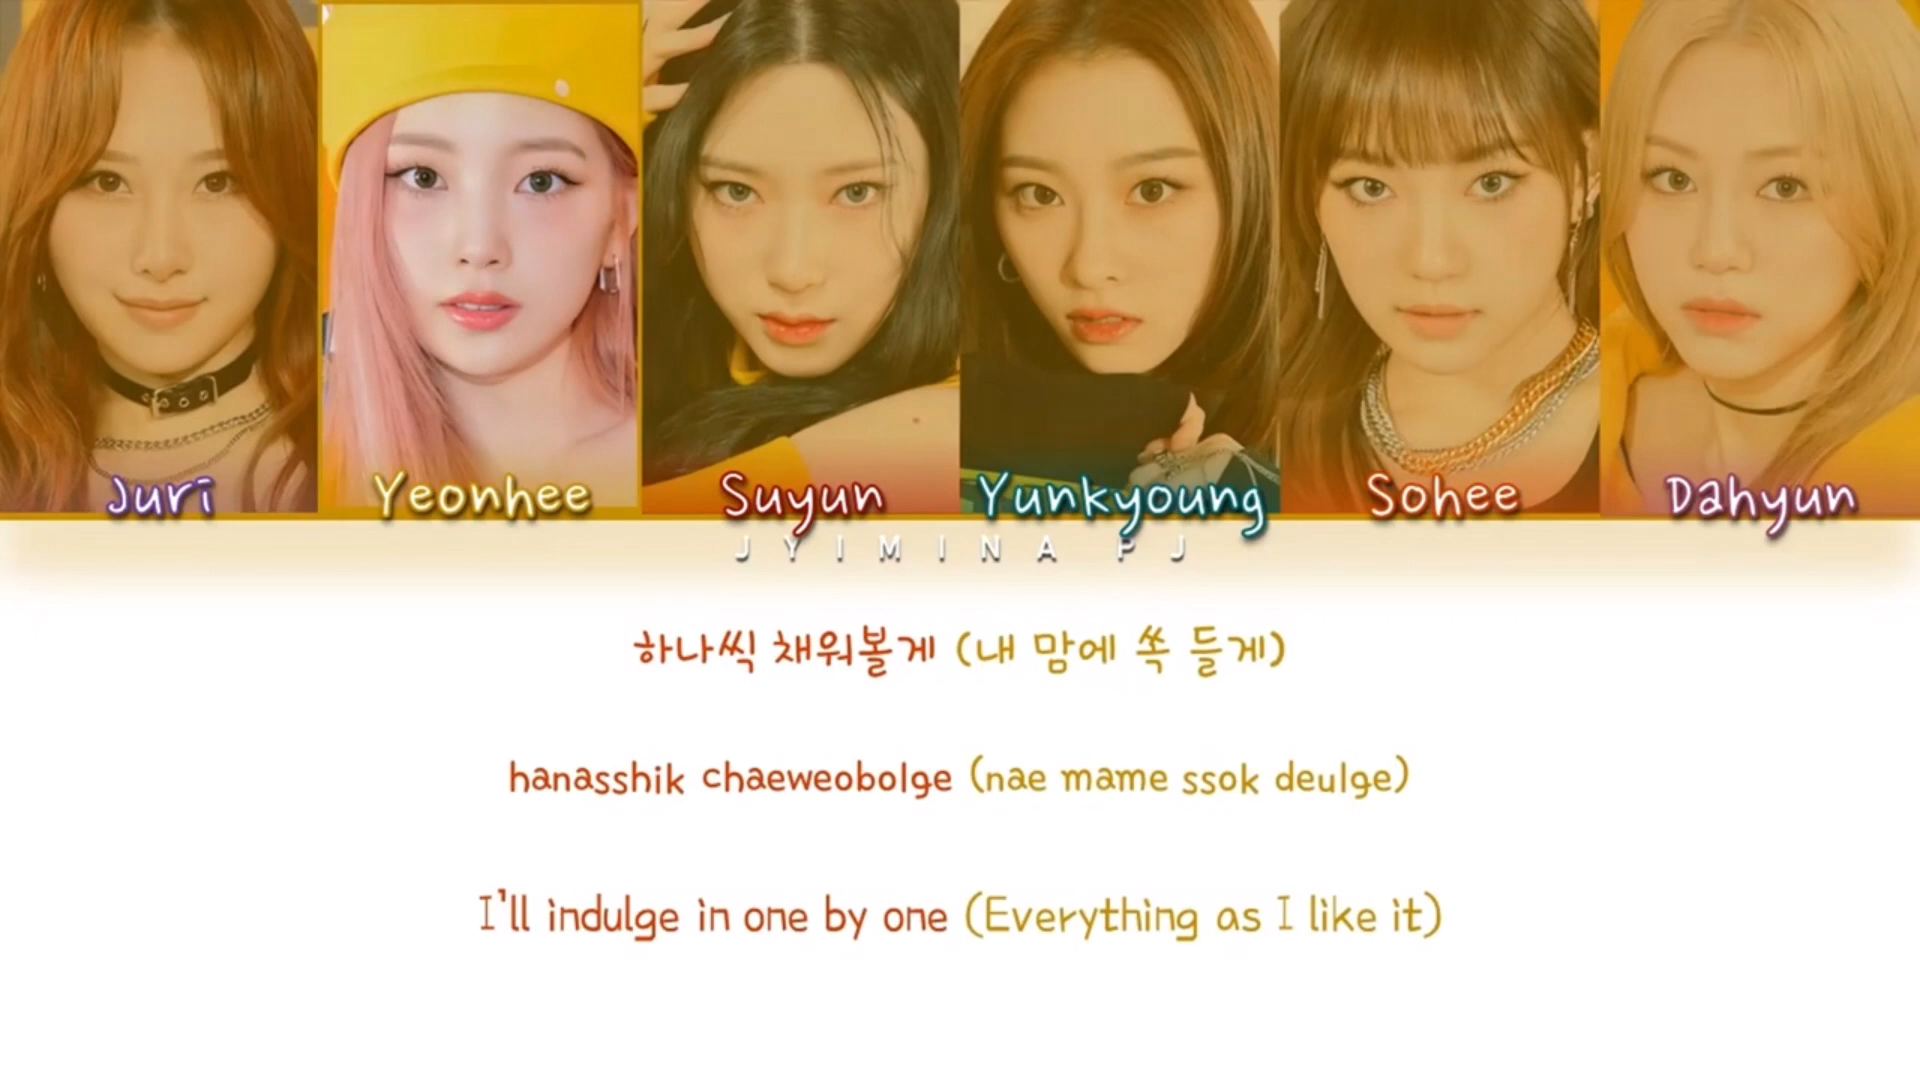 Juri Yeonhee Suyun Yunkyoung Sohee Dahyun
JYIMINA PJ
하나씩 채워볼게 (내 맘에 쏙 들게)
hanasshik chaeweobolge (nae mame ssok deulge)
I'll indulge in one by one (Everything as I like it)